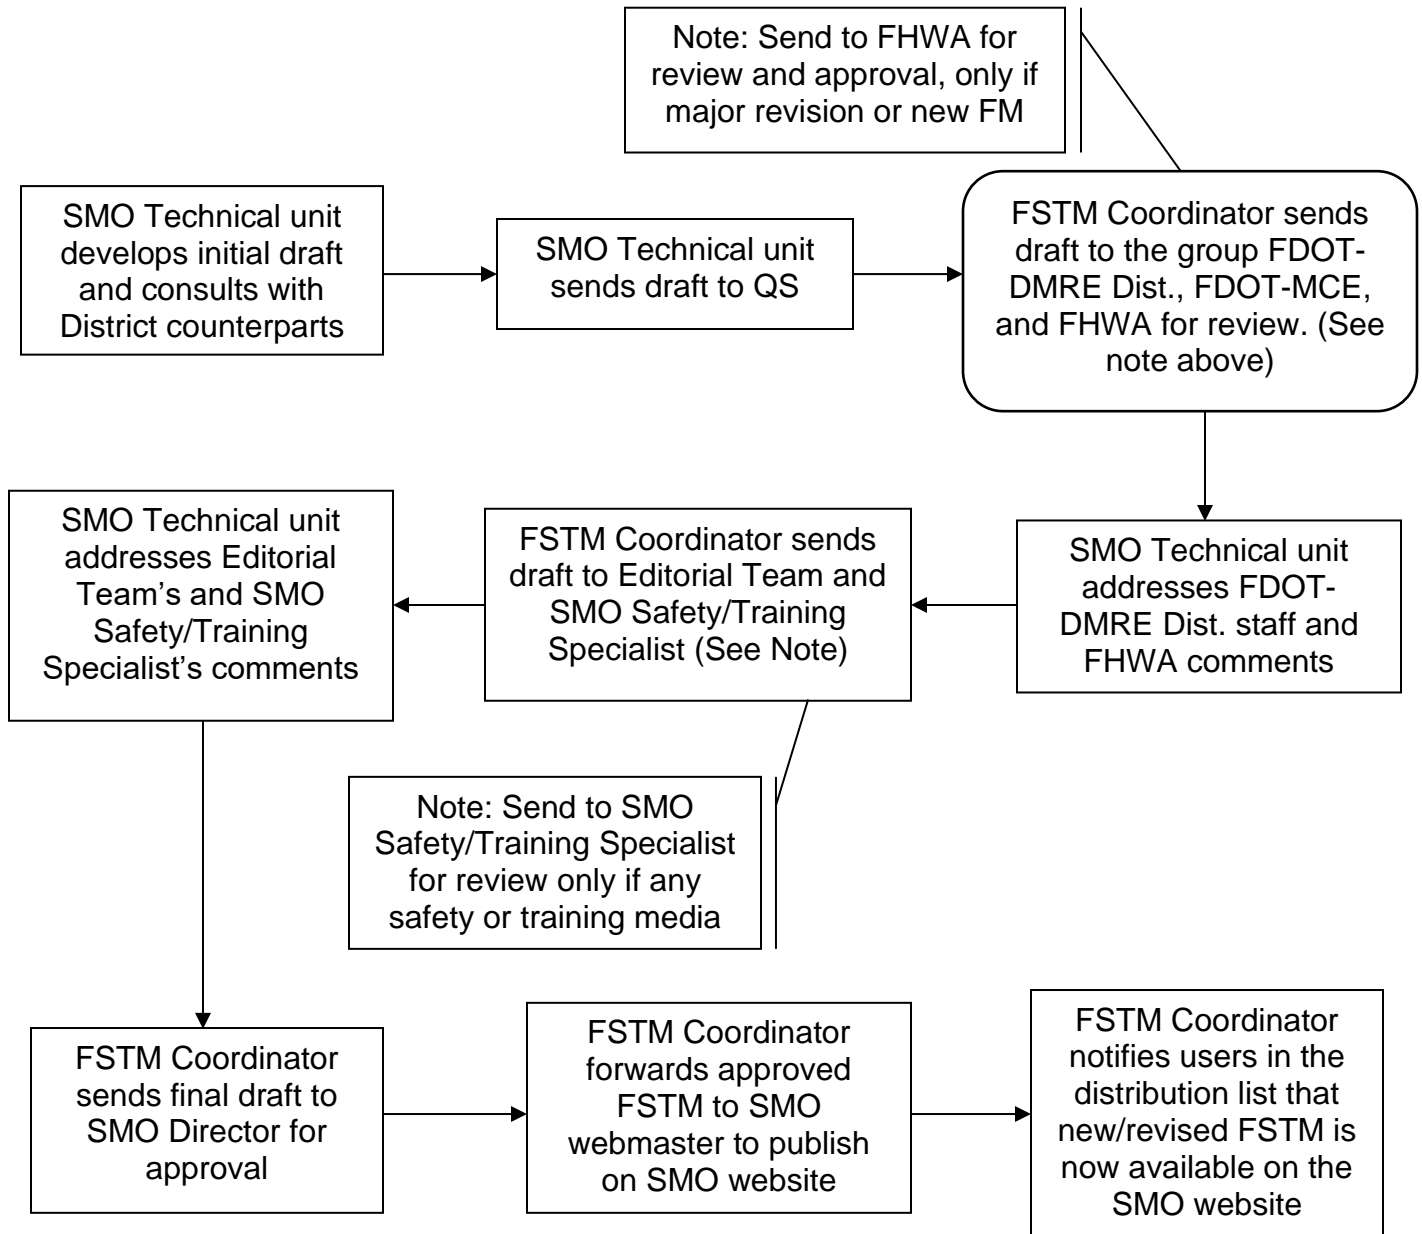 Note: Send to FHWA for
review and approval, only if
major revision or new FM
SMO Technical unit
develops initial draft
and consults with
District counterparts
SMO Technical unit
sends draft to QS
FSTM Coordinator sends
draft to the group FDOT-
DMRE Dist., FDOT-MCE,
and FHWA for review. (See
note above)
SMO Technical unit
addresses FDOT-
DMRE Dist. staff and
FHWA comments
FSTM Coordinator sends
draft to Editorial Team and
SMO Safety/Training
Specialist (See Note)
SMO Technical unit
addresses Editorial
Team’s and SMO
Safety/Training
Specialist’s comments
Note: Send to SMO
Safety/Training Specialist
for review only if any
safety or training media
FSTM Coordinator
sends final draft to
SMO Director for
approval
FSTM Coordinator
forwards approved
FSTM to SMO
webmaster to publish
on SMO website
FSTM Coordinator
notifies users in the
distribution list that
new/revised FSTM is
now available on the
SMO website